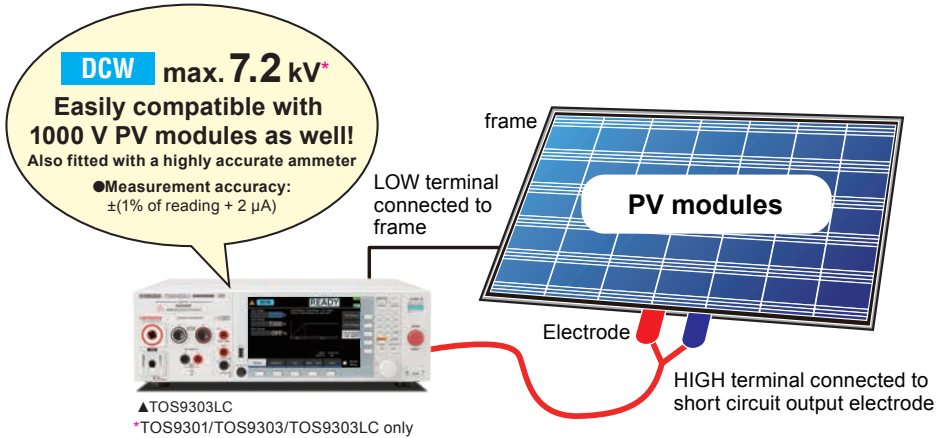 DCW max. 7.2 kV*
Easily compatible with
1000 V PV modules as well!
Also fitted with a highly accurate ammeter
●Measurement accuracy:
±(1% of reading + 2 μA)
frame
LOW terminal
connected to
frame
PV modules
READY
Electrode
HIGH terminal connected to
short circuit output electrode
▲TOS9303LC
*TOS9301/TOS9303/TOS9303LC only